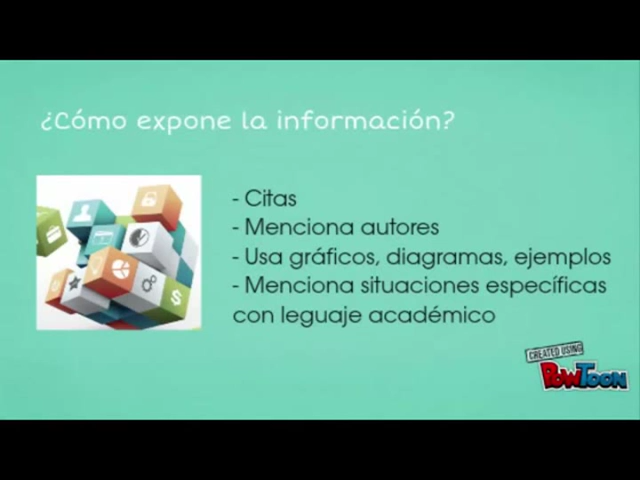 ¿Cómo expone la información?
- Citas
- Menciona autores
- Usa gráficos, diagramas, ejemplos
- Menciona situaciones específicas
con leguaje académico
CREATED USING
POWTOON